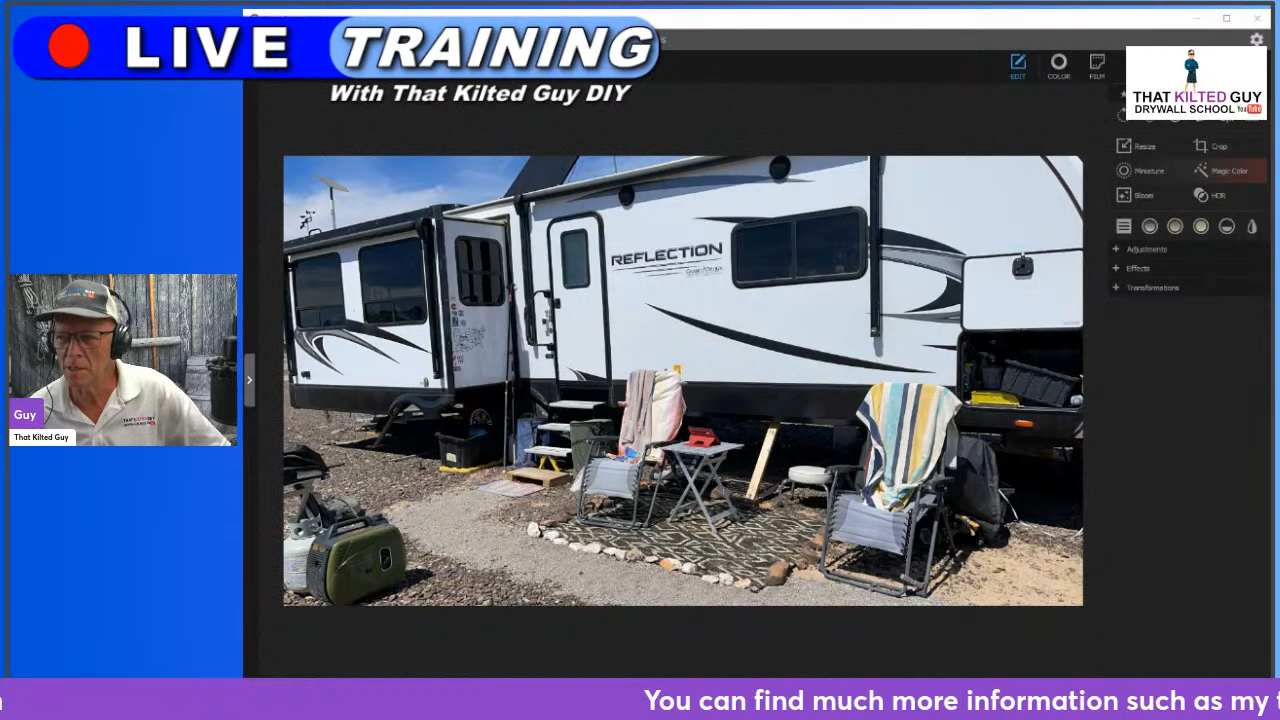 LIVE TRAINING
With That Kilted Guy DIY
EDIT
COLOR
FILM
THAT KILTED GUY
DRYWALL SCHOOL YouTube
Resize
Crop
Miniature
Magic Color
Bloom
HDR
Adjustments
Effects
Transformations
REFLECTION
Guy
That Kilted Guy
You can find much more information such as my